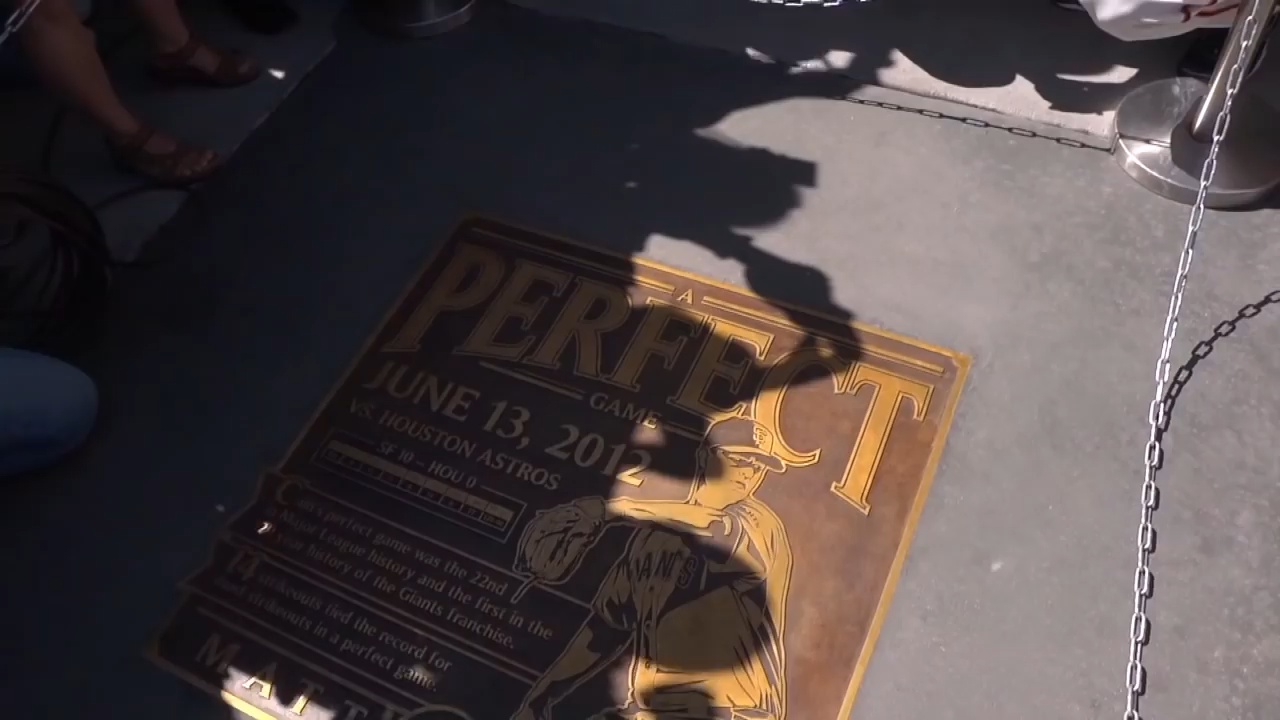 A
PERFECT
GAME
JUNE 13, 2012
VS. HOUSTON ASTROS
SF 10 – HOU 0
perfect game was the 22nd
League history and the first in the
history of the Giants franchise.
14 strikeouts tied the record for
strikeouts in a perfect game.
MATT
GIANTS